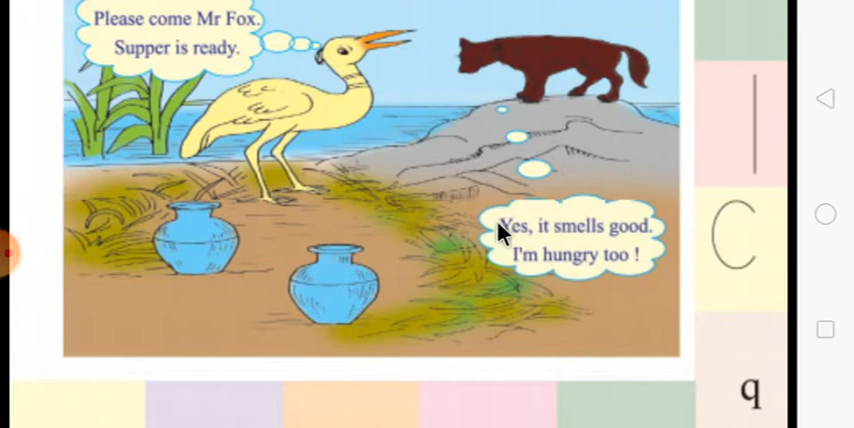 Please come Mr Fox.
Supper is ready.
Yes, it smells good.
I'm hungry too !
C
q